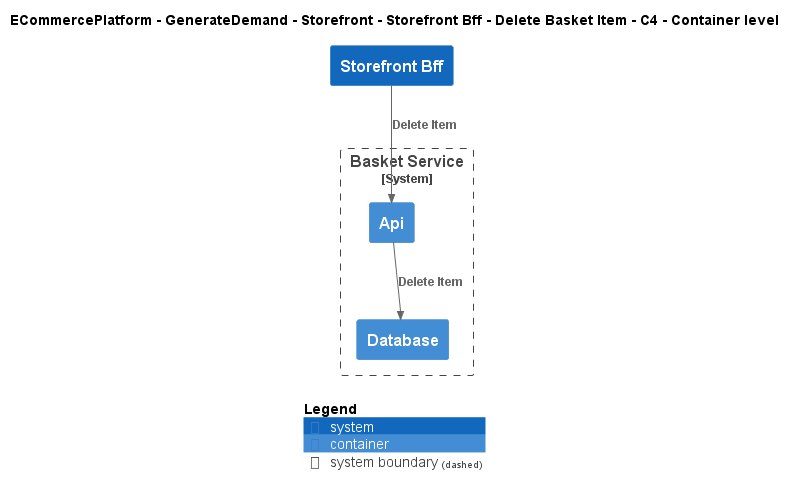 ECommercePlatform - GenerateDemand - Storefront - Storefront Bff - Delete Basket Item - C4 - Container level
Storefront Bff
Delete Item
Basket Service
[System]
Api
Delete Item
Database
Legend
system
container
system boundary (dashed)